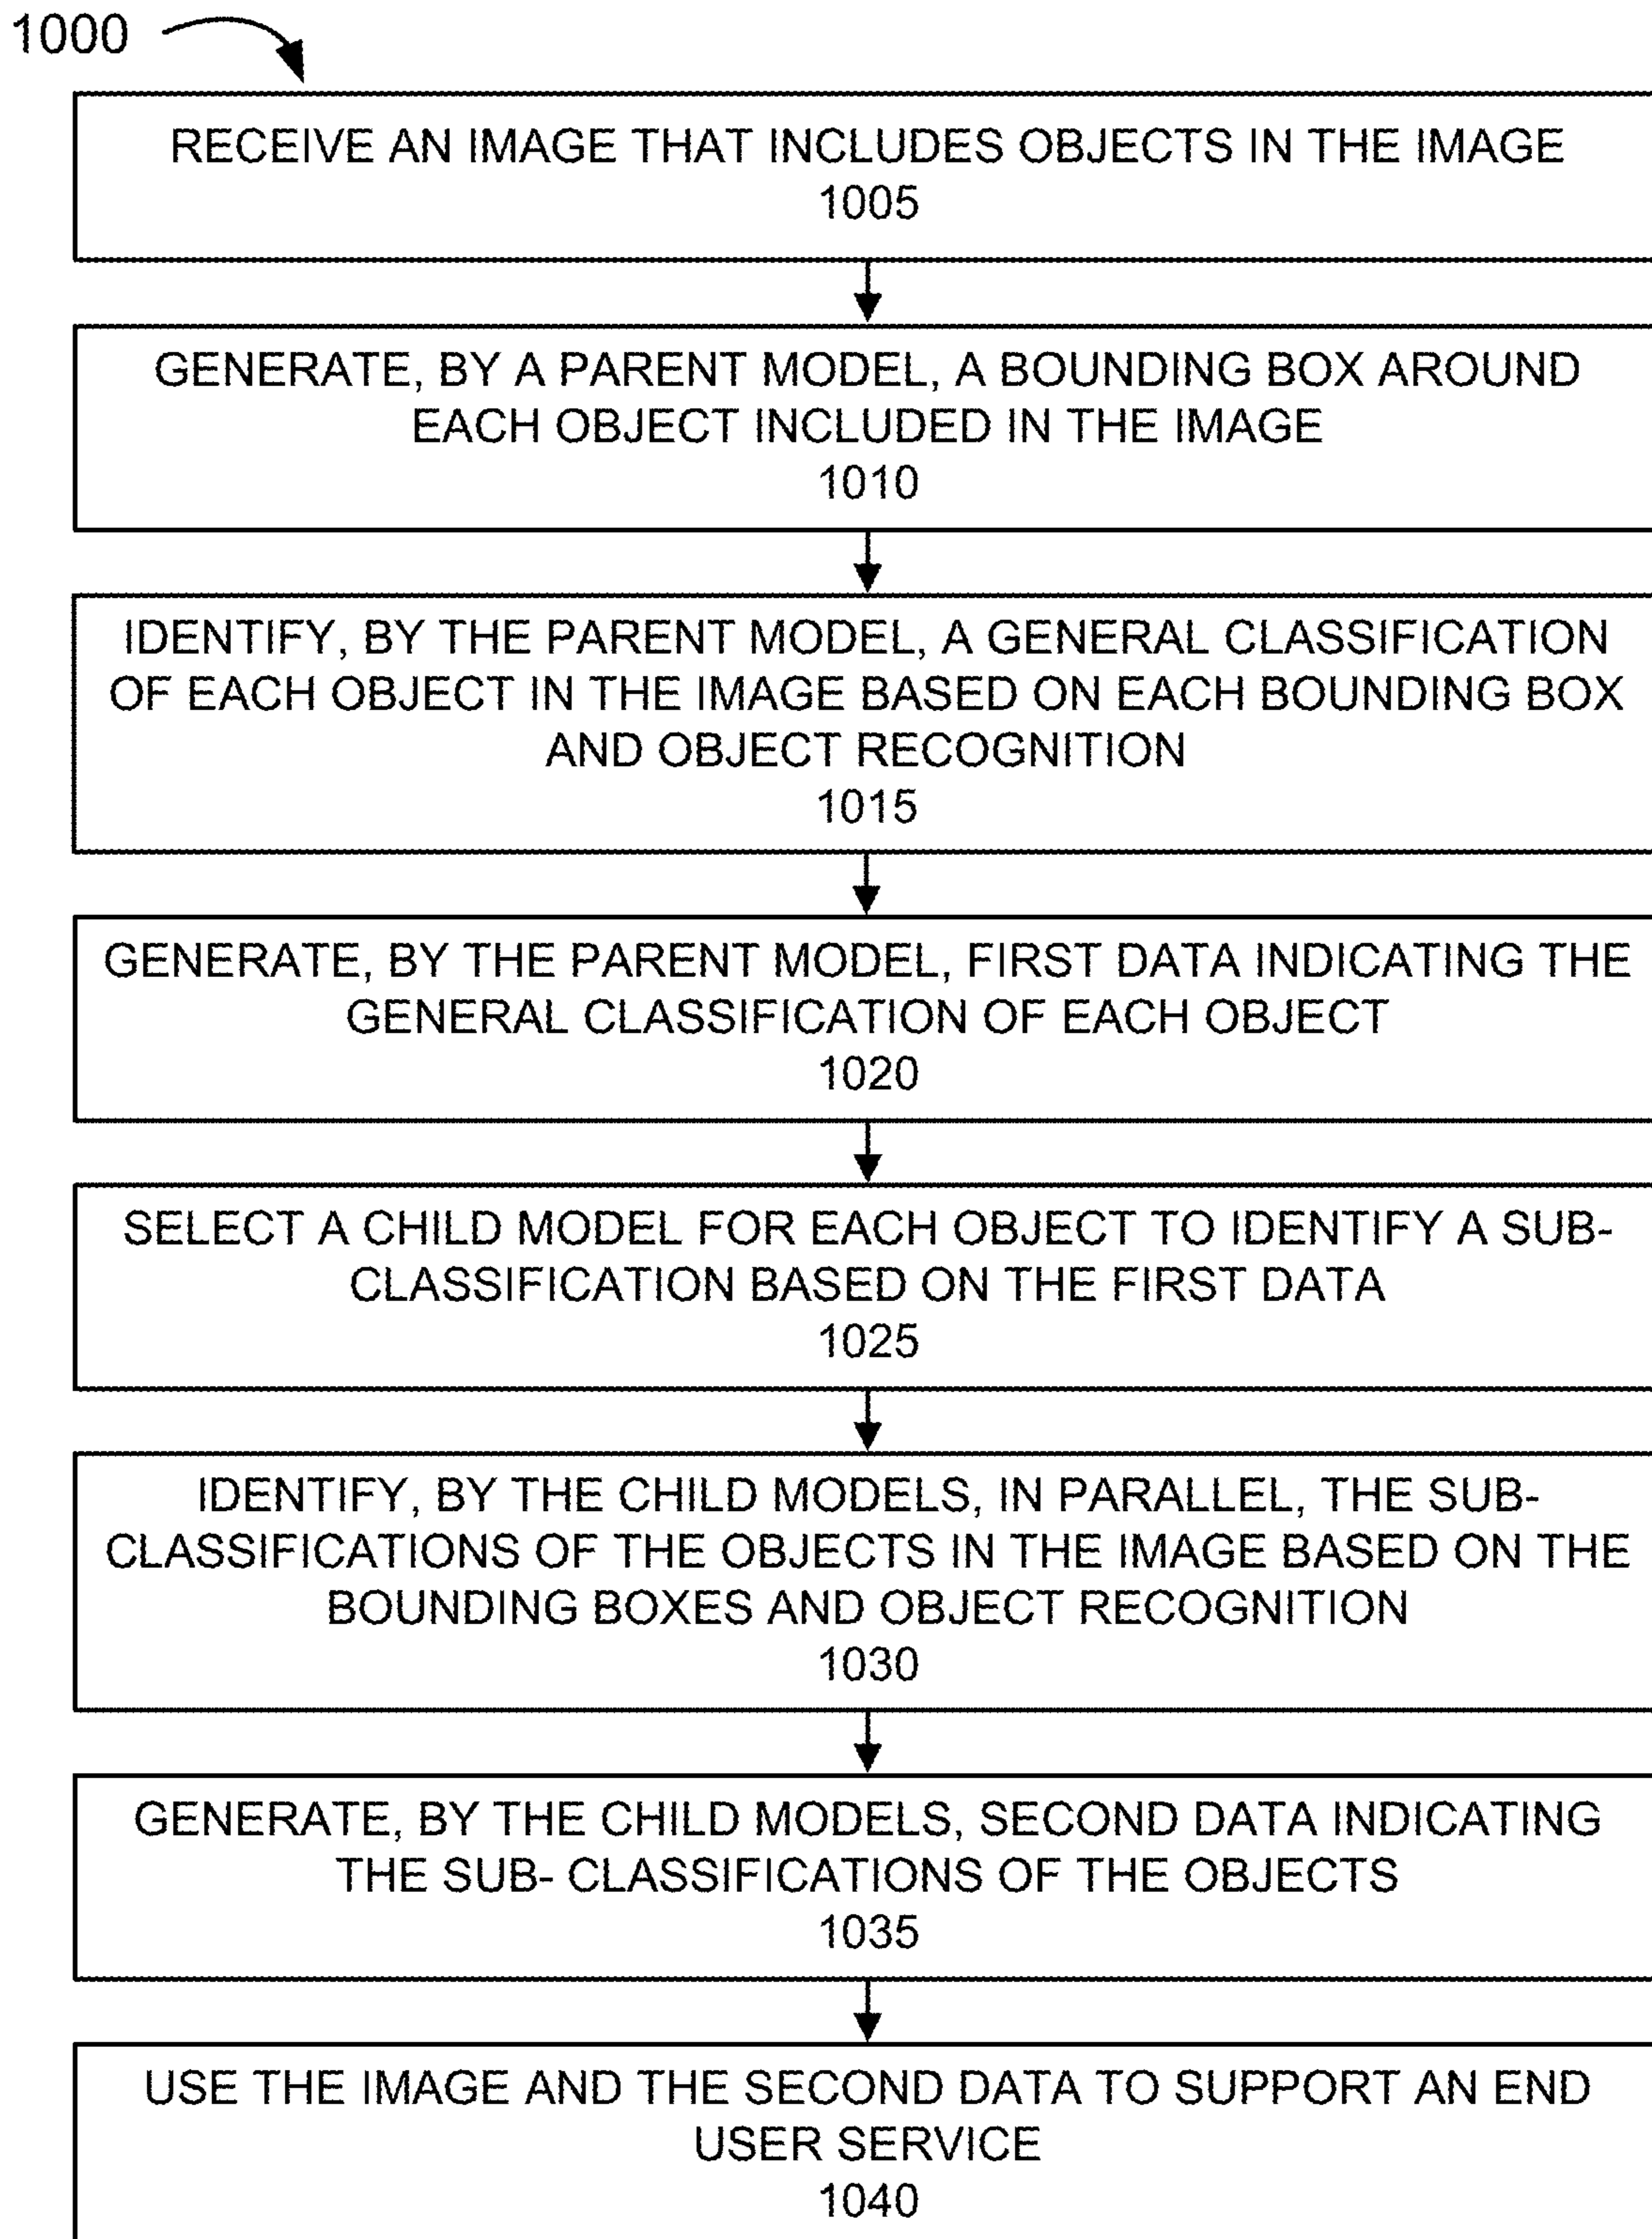 1000
RECEIVE AN IMAGE THAT INCLUDES OBJECTS IN THE IMAGE
1005
GENERATE, BY A PARENT MODEL, A BOUNDING BOX AROUND
EACH OBJECT INCLUDED IN THE IMAGE
1010
IDENTIFY, BY THE PARENT MODEL, A GENERAL CLASSIFICATION
OF EACH OBJECT IN THE IMAGE BASED ON EACH BOUNDING BOX
AND OBJECT RECOGNITION
1015
GENERATE, BY THE PARENT MODEL, FIRST DATA INDICATING THE
GENERAL CLASSIFICATION OF EACH OBJECT
1020
SELECT A CHILD MODEL FOR EACH OBJECT TO IDENTIFY A SUB-
CLASSIFICATION BASED ON THE FIRST DATA
1025
IDENTIFY, BY THE CHILD MODELS, IN PARALLEL, THE SUB-
CLASSIFICATIONS OF THE OBJECTS IN THE IMAGE BASED ON THE
BOUNDING BOXES AND OBJECT RECOGNITION
1030
GENERATE, BY THE CHILD MODELS, SECOND DATA INDICATING
THE SUB- CLASSIFICATIONS OF THE OBJECTS
1035
USE THE IMAGE AND THE SECOND DATA TO SUPPORT AN END
USER SERVICE
1040